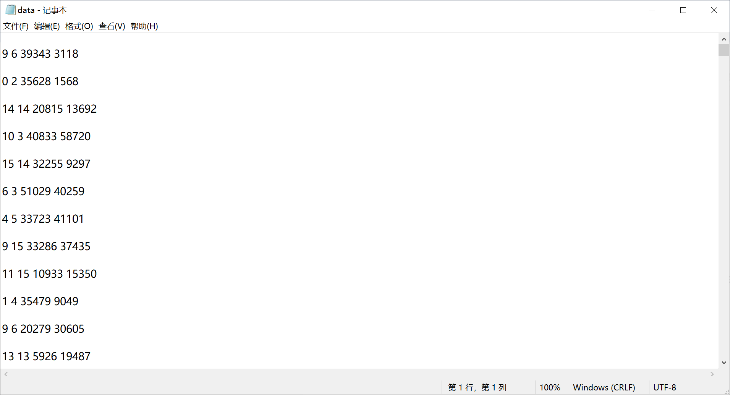 data - 记事本
文件(F) 编辑(E) 格式(O) 查看(V) 帮助(H)
9 6 39343 3118
0 2 35628 1568
14 14 20815 13692
10 3 40833 58720
15 14 32255 9297
6 3 51029 40259
4 5 33723 41101
9 15 33286 37435
11 15 10933 15350
1 4 35479 9049
9 6 20279 30605
13 13 5926 19487
第 1 行，第 1 列 100% Windows (CRLF) UTF-8